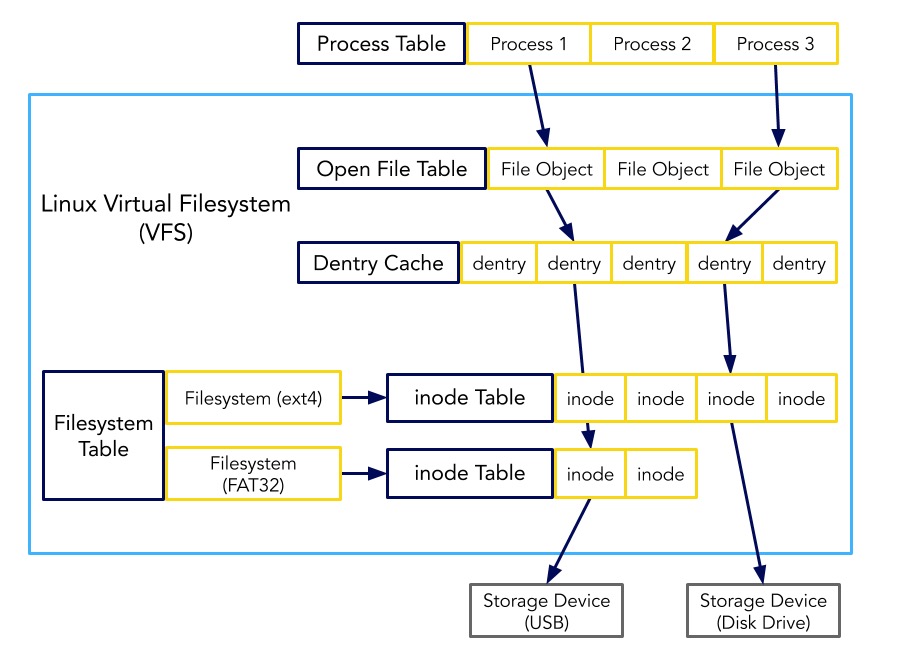 Process Table
Process 1
Process 2
Process 3
Linux Virtual Filesystem
(VFS)
Open File Table
File Object
File Object
File Object
Dentry Cache
dentry
dentry
dentry
dentry
dentry
Filesystem
Table
Filesystem (ext4)
inode Table
inode
inode
inode
inode
Filesystem
(FAT32)
inode Table
inode
inode
Storage Device
(USB)
Storage Device
(Disk Drive)